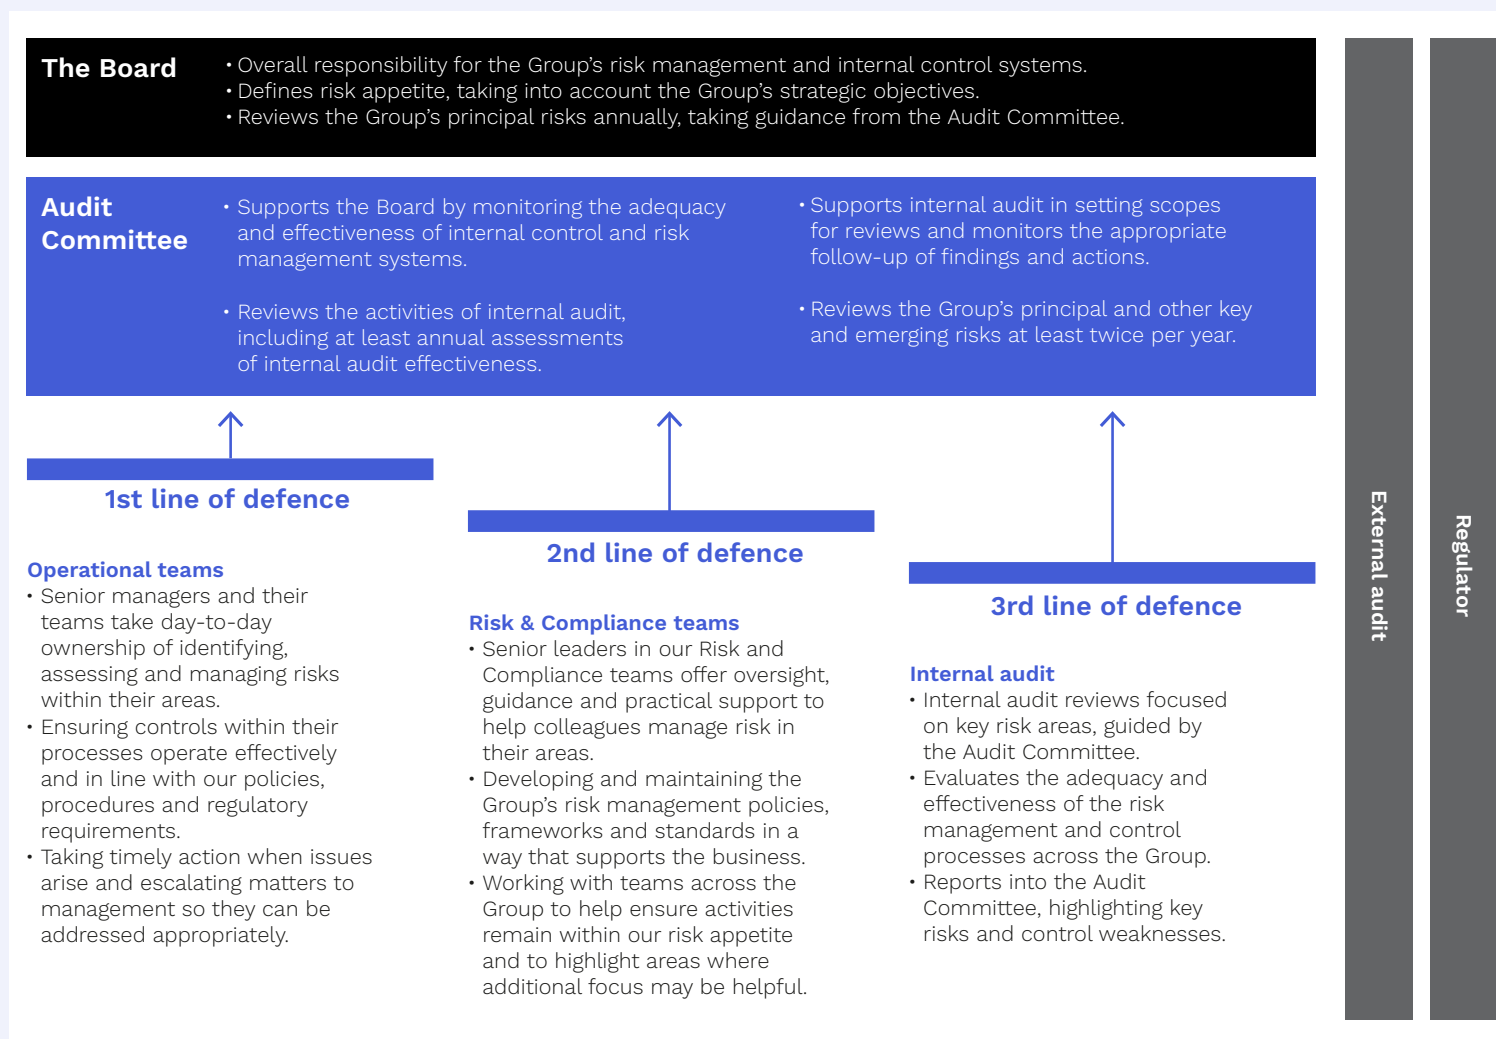 The Board
• Overall responsibility for the Group’s risk management and internal control systems.
• Defines risk appetite, taking into account the Group’s strategic objectives.
• Reviews the Group’s principal risks annually, taking guidance from the Audit Committee.
Audit
Committee
• Supports the Board by monitoring the adequacy
and effectiveness of internal control and risk
management systems.
• Reviews the activities of internal audit,
including at least annual assessments
of internal audit effectiveness.
• Supports internal audit in setting scopes
for reviews and monitors the appropriate
follow-up of findings and actions.
• Reviews the Group’s principal and other key
and emerging risks at least twice per year.
1st line of defence
Operational teams
• Senior managers and their
teams take day-to-day
ownership of identifying,
assessing and managing risks
within their areas.
• Ensuring controls within their
processes operate effectively
and in line with our policies,
procedures and regulatory
requirements.
• Taking timely action when issues
arise and escalating matters to
management so they can be
addressed appropriately.
2nd line of defence
Risk & Compliance teams
• Senior leaders in our Risk and
Compliance teams offer oversight,
guidance and practical support to
help colleagues manage risk in
their areas.
• Developing and maintaining the
Group’s risk management policies,
frameworks and standards in a
way that supports the business.
• Working with teams across the
Group to help ensure activities
remain within our risk appetite
and to highlight areas where
additional focus may be helpful.
3rd line of defence
Internal audit
• Internal audit reviews focused
on key risk areas, guided by
the Audit Committee.
• Evaluates the adequacy and
effectiveness of the risk
management and control
processes across the Group.
• Reports into the Audit
Committee, highlighting key
risks and control weaknesses.
External audit
Regulator